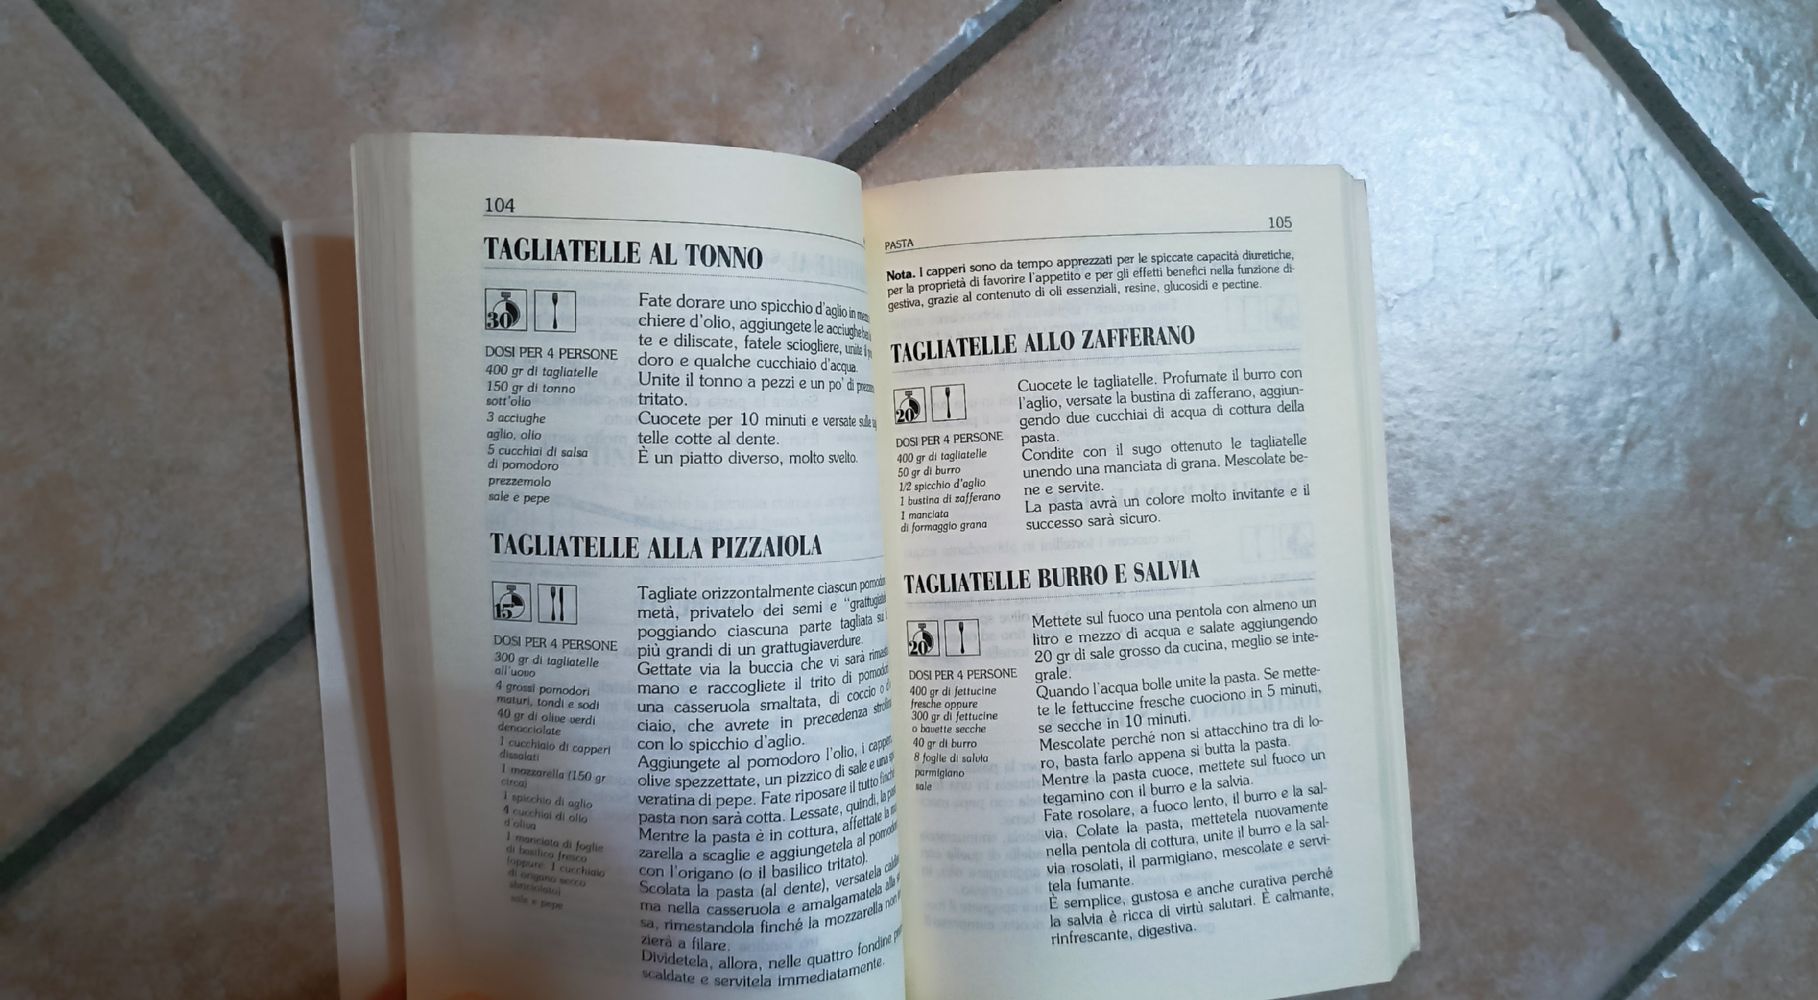 104
TAGLIATELLE AL TONNO
30
DOSI PER 4 PERSONE
400 gr di tagliatelle
150 gr di tonno
sott'olio
3 acciughe
aglio, olio
5 cucchiai di salsa
di pomodoro
prezzemolo
sale e pepe
Fate dorare uno spicchio d'aglio in
chiere d'olio, aggiungete le acciughe
te e diliscate, fatele sciogliere, unite il
doro e qualche cucchiaio d'acqua.
Unite il tonno a pezzi e un po' di
tritato.
Cuocete per 10 minuti e versate sulle
telle cotte al dente.
È un piatto diverso, molto svelto.
TAGLIATELLE ALLA PIZZAIOLA
15
DOSI PER 4 PERSONE
300 gr di tagliatelle
all'uovo
4 grossi pomodori
maturi, tondi e sodi
40 gr di olive verdi
denocciolate
1 cucchiaio di capperi
dissalati
1 mozzarella (150 gr
circa)
1 spicchio di aglio
4 cucchiai di olio
d'oliva
1 manciata di foglie
di basilico fresco
(oppure 1 cucchiaio
di origano secco
sbriciolato)
sale e pepe
Tagliate orizzontalmente ciascun
metà, privatelo dei semi e
poggiando ciascuna parte tagliata su
più grandi di un grattugiaverdure.
Gettate via la buccia che vi sarà
mano e raccogliete il trito di
una casseruola smaltata, di coccio o
ciaio, che avrete in precedenza
con lo spicchio d'aglio.
Aggiungete al pomodoro l'olio, i
olive spezzettate, un pizzico di sale e una
veratina di pepe. Fate riposare il tutto finché
pasta non sarà cotta. Lessate, quindi, la
Mentre la pasta è in cottura, affettate la
zarella a scaglie e aggiungetela al
con l'origano (o il basilico tritato).
Scolata la pasta (al dente), versatela
ma nella casseruola e amalgamatela alla
sa, rimestandola finché la mozzarella non
zierà a filare.
Dividetela, allora, nelle quattro fondine
scaldate e servitela immediatamente.
105
PASTA
Nota. I capperi sono da tempo apprezzati per le spiccate capacità diuretiche,
per la proprietà di favorire l'appetito e per gli effetti benefici nella funzione di-
gestiva, grazie al contenuto di oli essenziali, resine, glucosidi e pectine.
TAGLIATELLE ALLO ZAFFERANO
20
DOSI PER 4 PERSONE
400 gr di tagliatelle
50 gr di burro
1/2 spicchio d'aglio
1 bustina di zafferano
1 manciata
di formaggio grana
Cuocete le tagliatelle. Profumate il burro con
l'aglio, versate la bustina di zafferano, aggiun-
gendo due cucchiai di acqua di cottura della
pasta.
Condite con il sugo ottenuto le tagliatelle
unendo una manciata di grana. Mescolate be-
ne e servite.
La pasta avrà un colore molto invitante e il
successo sarà sicuro.
TAGLIATELLE BURRO E SALVIA
20
DOSI PER 4 PERSONE
400 gr di fettucine
fresche oppure
300 gr di fettucine
o bavette secche
40 gr di burro
8 foglie di salvia
parmigiano
sale
Mettete sul fuoco una pentola con almeno un
litro e mezzo di acqua e salate aggiungendo
20 gr di sale grosso da cucina, meglio se inte-
grale.
Quando l'acqua bolle unite la pasta. Se mette-
te le fettuccine fresche cuociono in 5 minuti,
se secche in 10 minuti.
Mescolate perché non si attacchino tra di lo-
ro, basta farlo appena si butta la pasta.
Mentre la pasta cuoce, mettete sul fuoco un
tegamino con il burro e la salvia.
Fate rosolare, a fuoco lento, il burro e la sal-
via. Colate la pasta, mettetela nuovamente
nella pentola di cottura, unite il burro e la sal-
via rosolati, il parmigiano, mescolate e servi-
tela fumante.
È semplice, gustosa e anche curativa perché
la salvia è ricca di virtù salutari. È calmante,
rinfrescante, digestiva.